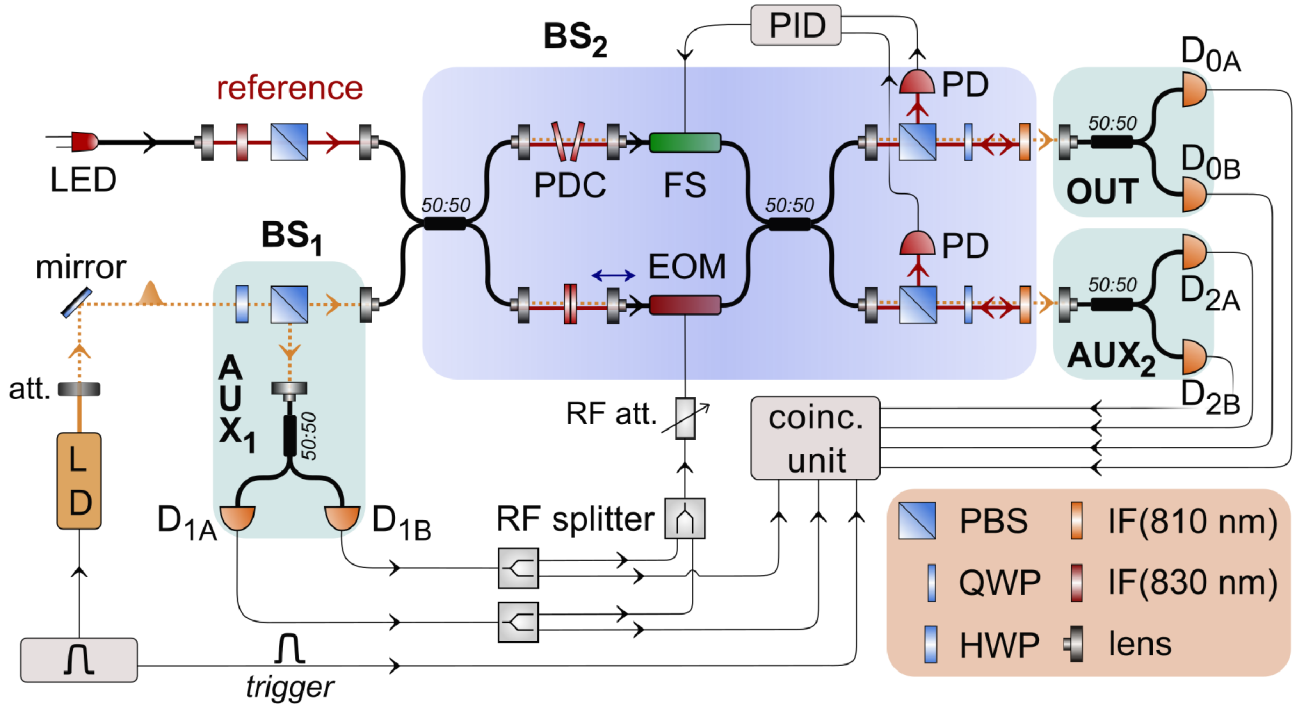 PID
BS2
D0A
reference
PD
50:50
LED
PDC
FS
D0B
OUT
50:50
50:50
BS1
PD
EOM
mirror
D2A
50:50
AUX2
att.
A
U
X1
50:50
RF att.
D2B
coinc.
unit
L
D
D1A
D1B
RF splitter
PBS
IF(810 nm)
QWP
IF(830 nm)
HWP
lens
trigger